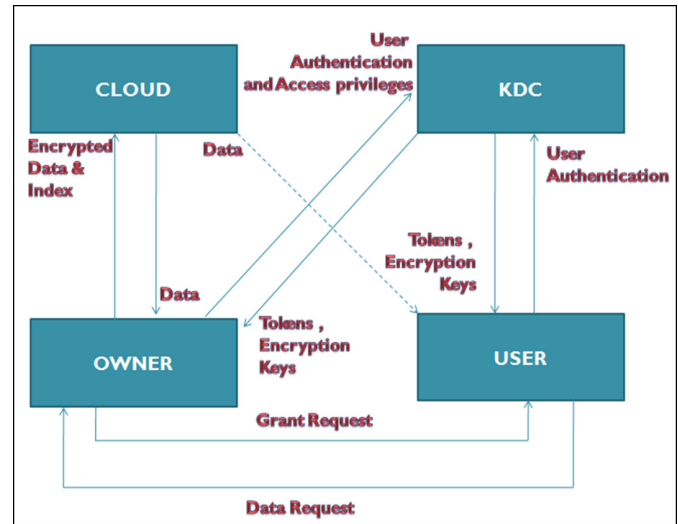 User
Authentication
and Access privileges
CLOUD
KDC
Encrypted
Data &
Index
Data
User
Authentication
Tokens ,
Encryption
Keys
Data
Tokens ,
Encryption
Keys
OWNER
USER
Grant Request
Data Request